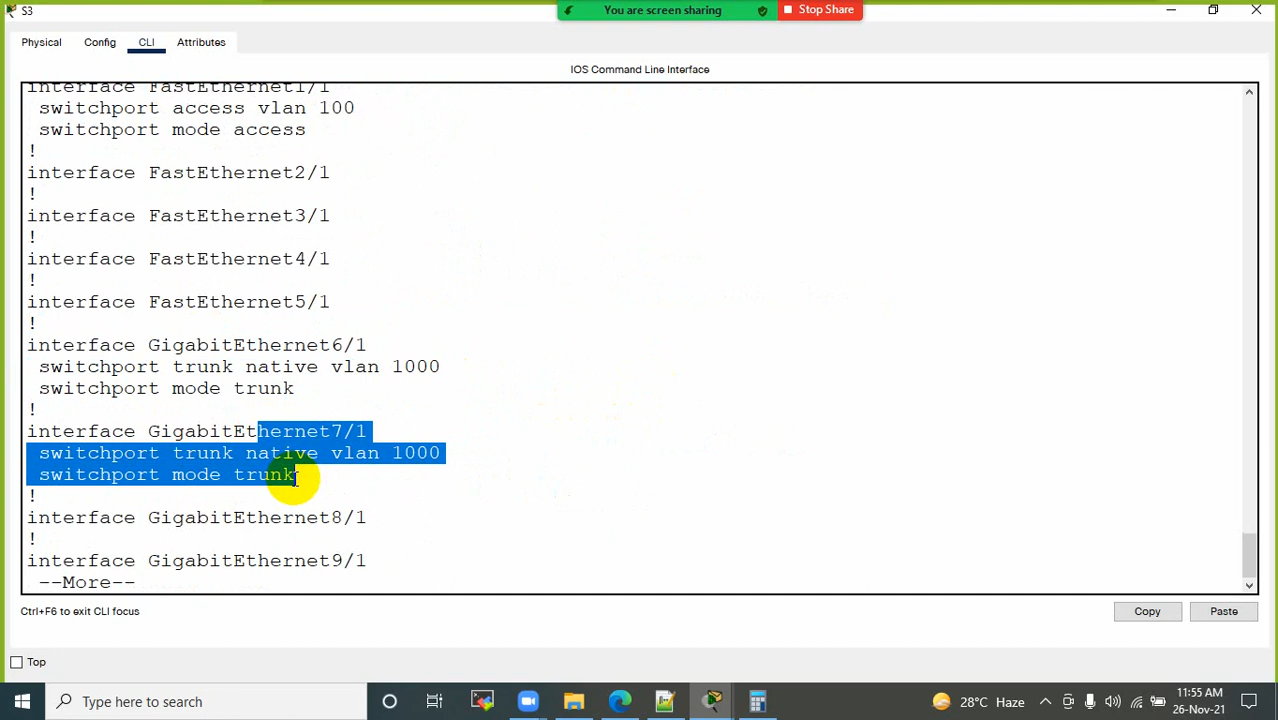 S3
You are screen sharing
Stop Share
Physical
Config
CLI
Attributes
IOS Command Line Interface
interface FastEthernet1/1
switchport access vlan 100
switchport mode access
!
interface FastEthernet2/1
!
interface FastEthernet3/1
!
interface FastEthernet4/1
!
interface FastEthernet5/1
!
interface GigabitEthernet6/1
switchport trunk native vlan 1000
switchport mode trunk
!
interface GigabitEthernet7/1
switchport trunk native vlan 1000
switchport mode trunk
!
interface GigabitEthernet8/1
!
interface GigabitEthernet9/1
--More--
Ctrl+F6 to exit CLI focus
Copy
Paste
Top
Type here to search
28°C Haze
11:55 AM
26-Nov-21